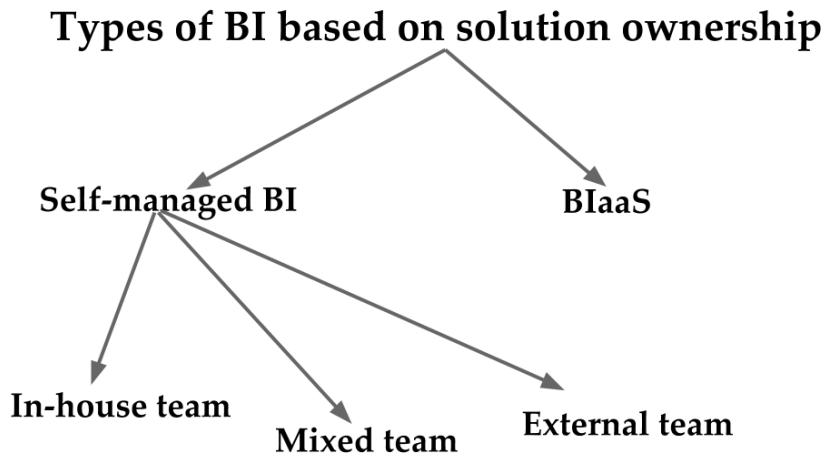 Types of BI based on solution ownership
Self-managed BI
BIaaS
In-house team
Mixed team
External team